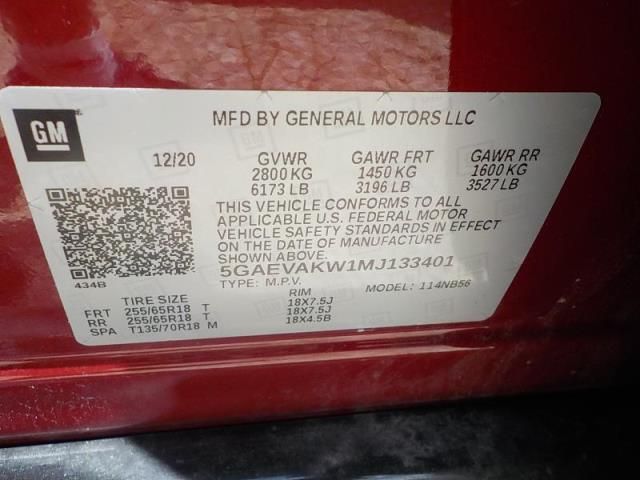 GM
MFD BY GENERAL MOTORS LLC
12/20 GVWR GAWR FRT GAWR RR
2800 KG 1450 KG 1600 KG
6173 LB 3196 LB 3527 LB
THIS VEHICLE CONFORMS TO ALL
APPLICABLE U.S. FEDERAL MOTOR
VEHICLE SAFETY STANDARDS IN EFFECT
ON THE DATE OF MANUFACTURE
SHOWN ABOVE.
5GAEVAKW1MJ133401
434B TYPE: M.P.V. MODEL: 114NB56
TIRE SIZE RIM
FRT 255/65R18 T 18X7.5J
RR 255/65R18 T 18X7.5J
SPA T135/70R18 M 18X4.5B